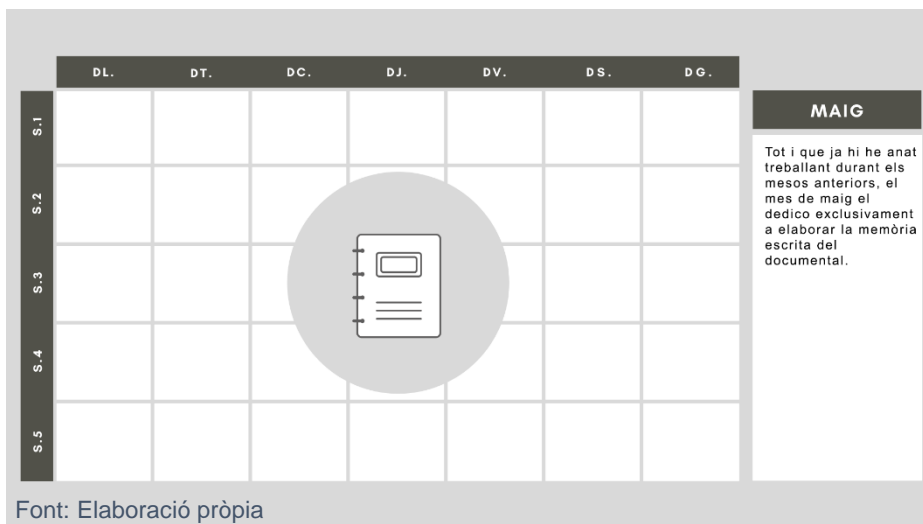 DL. DT. DC. DJ. DV. DS. DG.
S.1
S.2
S.3
S.4
S.5
MAIG
Tot i que ja hi he anat
treballant durant els
mesos anteriors, el
mes de maig el
dedico exclusivament
a elaborar la memòria
escrita del
documental.
Font: Elaboració pròpia